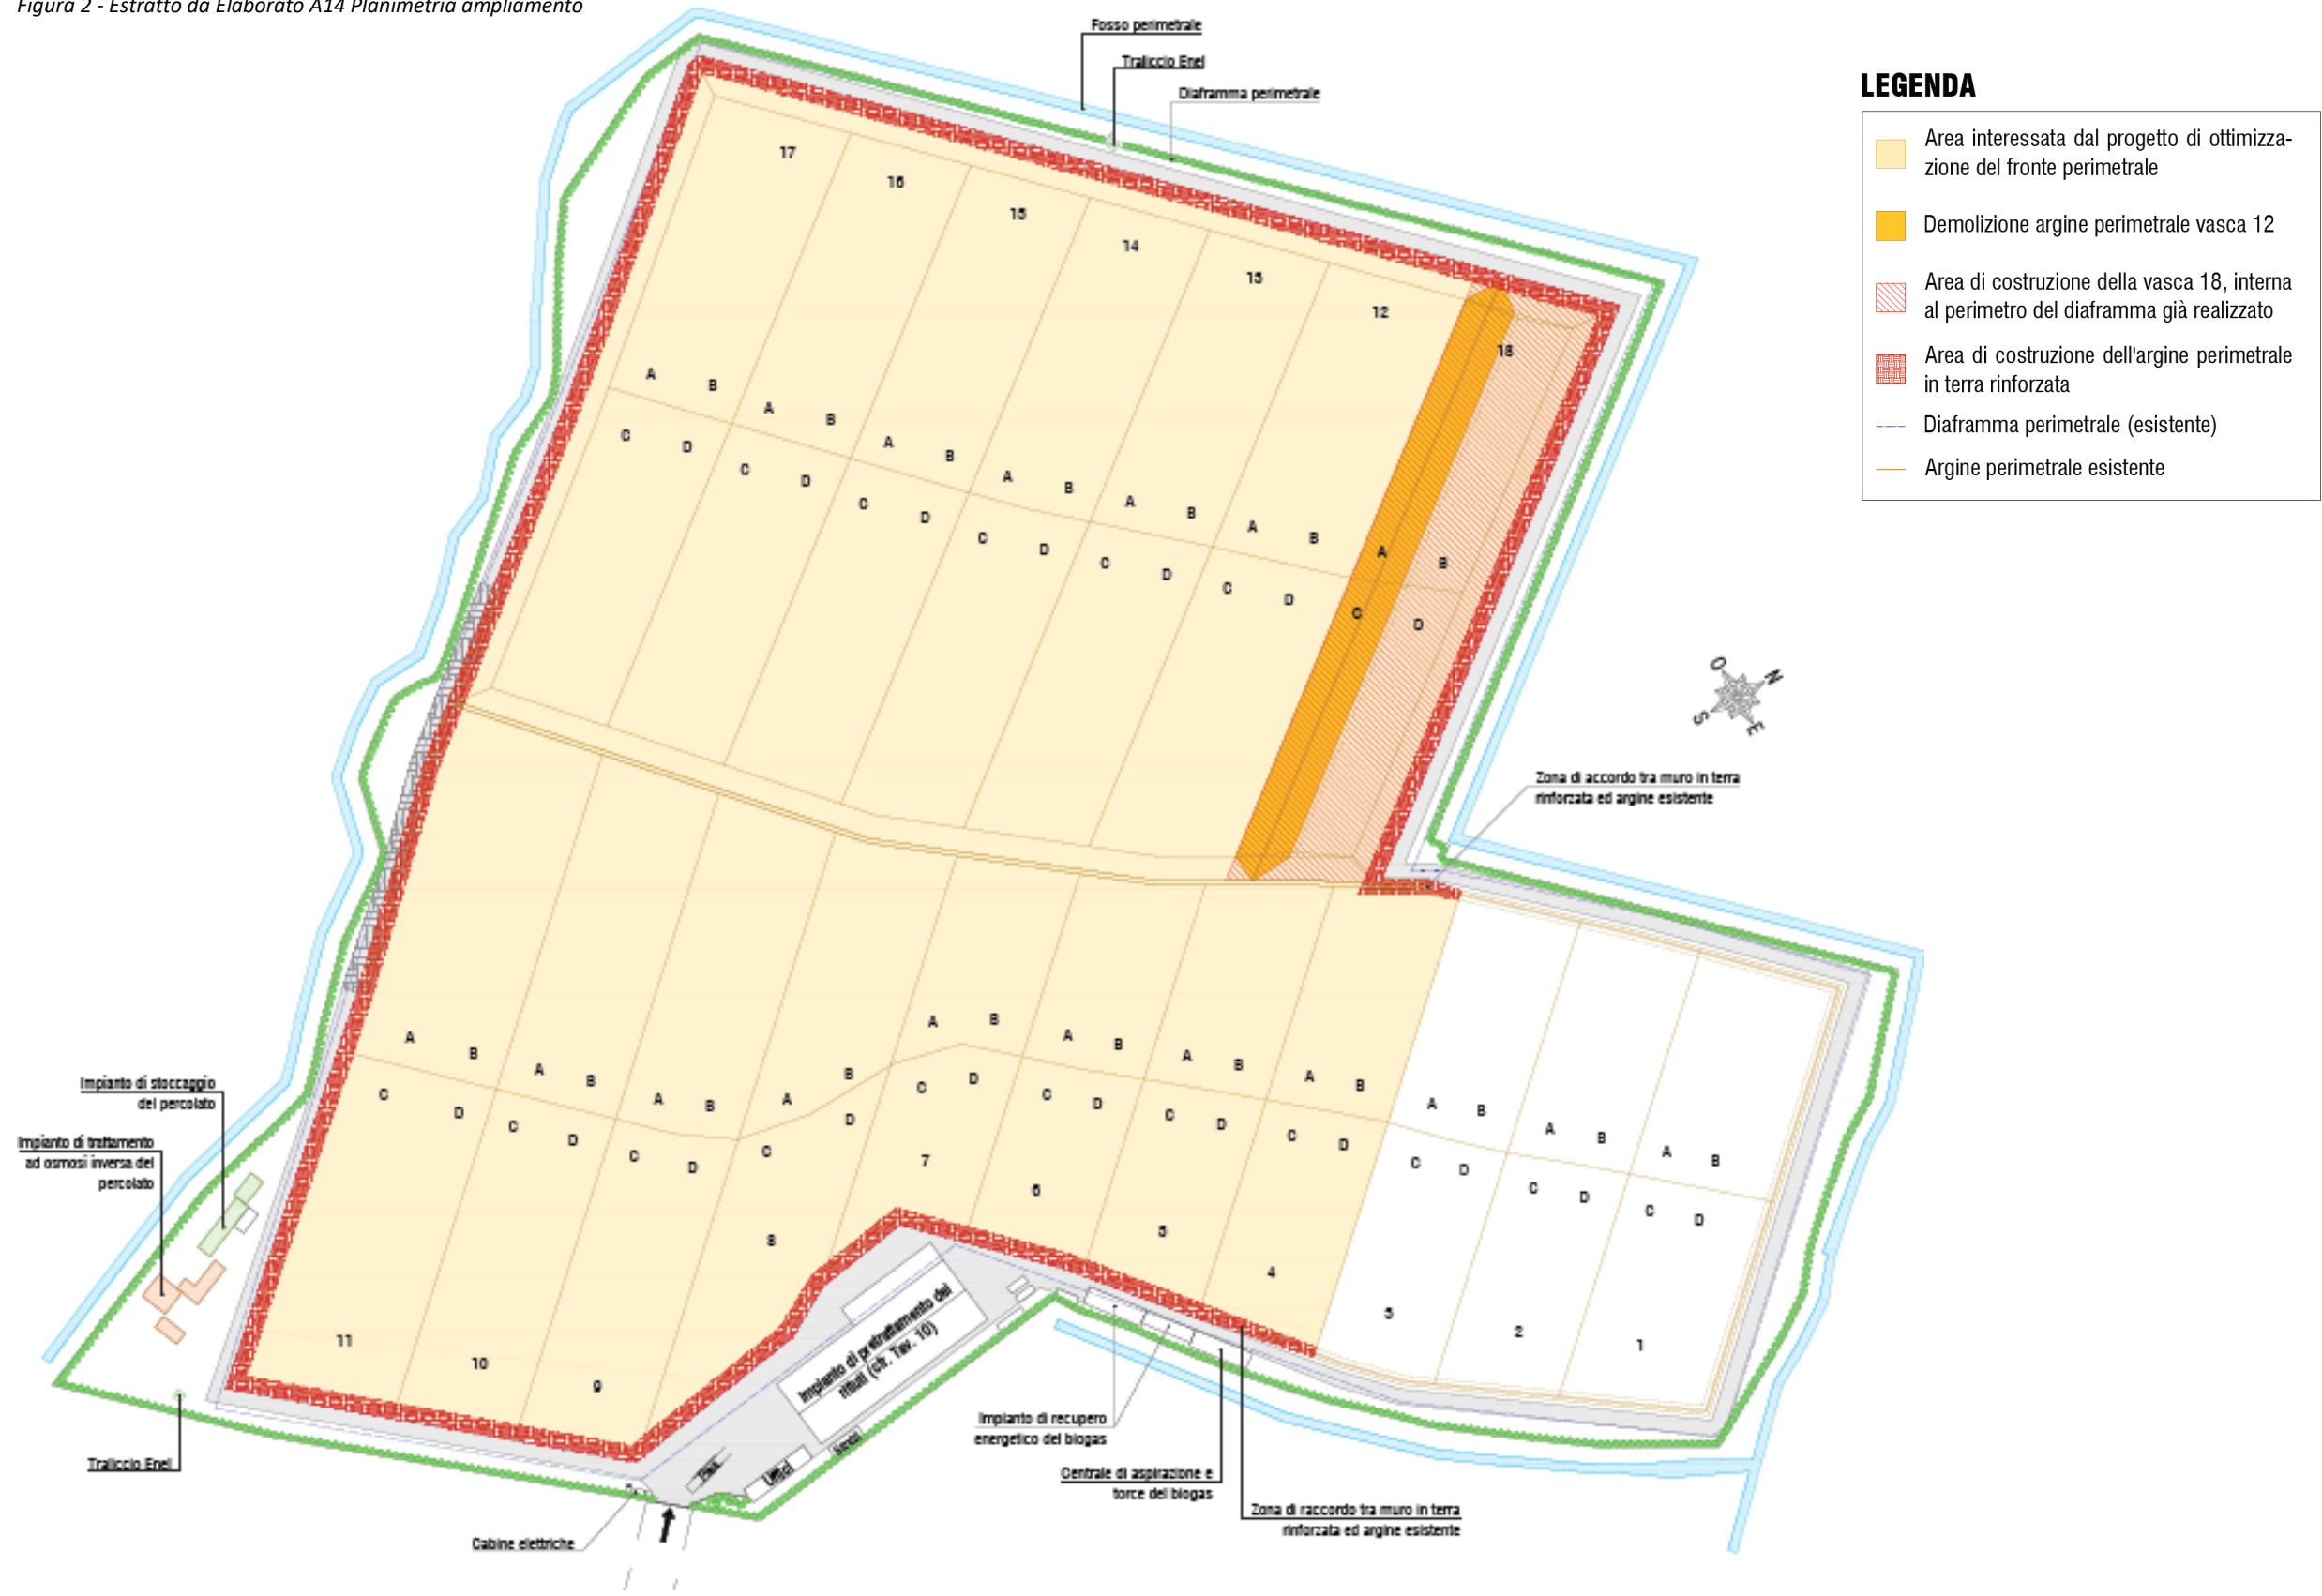 Figura 2 - Estratto da Elaborato A14 Planimetria ampliamento
Fosso perimetrale
Traliccio Enel
Diaframma perimetrale
LEGENDA
Area interessata dal progetto di ottimizza-
zione del fronte perimetrale
Demolizione argine perimetrale vasca 12
Area di costruzione della vasca 18, interna
al perimetro del diaframma già realizzato
Area di costruzione dell'argine perimetrale
in terra rinforzata
Diaframma perimetrale (esistente)
Argine perimetrale esistente
17
16
15
14
13
12
18
A B A B A B A B A B A B A B
C D C D C D C D C D C D C D
O N
S E
Zona di accordo tra muro in terra
rinforzata ed argine esistente
A B A B A B A B A B A B A B A B A B A B A B
C D C D C D C D C D C D C D C D C D C D C D
Impianto di stoccaggio
del percolato
Impianto di trattamento
ad osmosi inversa del
percolato
7
6
5
8
4
3
2
1
11
10
9
Impianto di pretrattamento dei
rifiuti (cfr. Tav. 10)
Impianto di recupero
energetico del biogas
Centrale di aspirazione e
torce del biogas
Zona di raccordo tra muro in terra
rinforzata ed argine esistente
Traliccio Enel
Pesa
Uffici
Servizi
Cabine elettriche